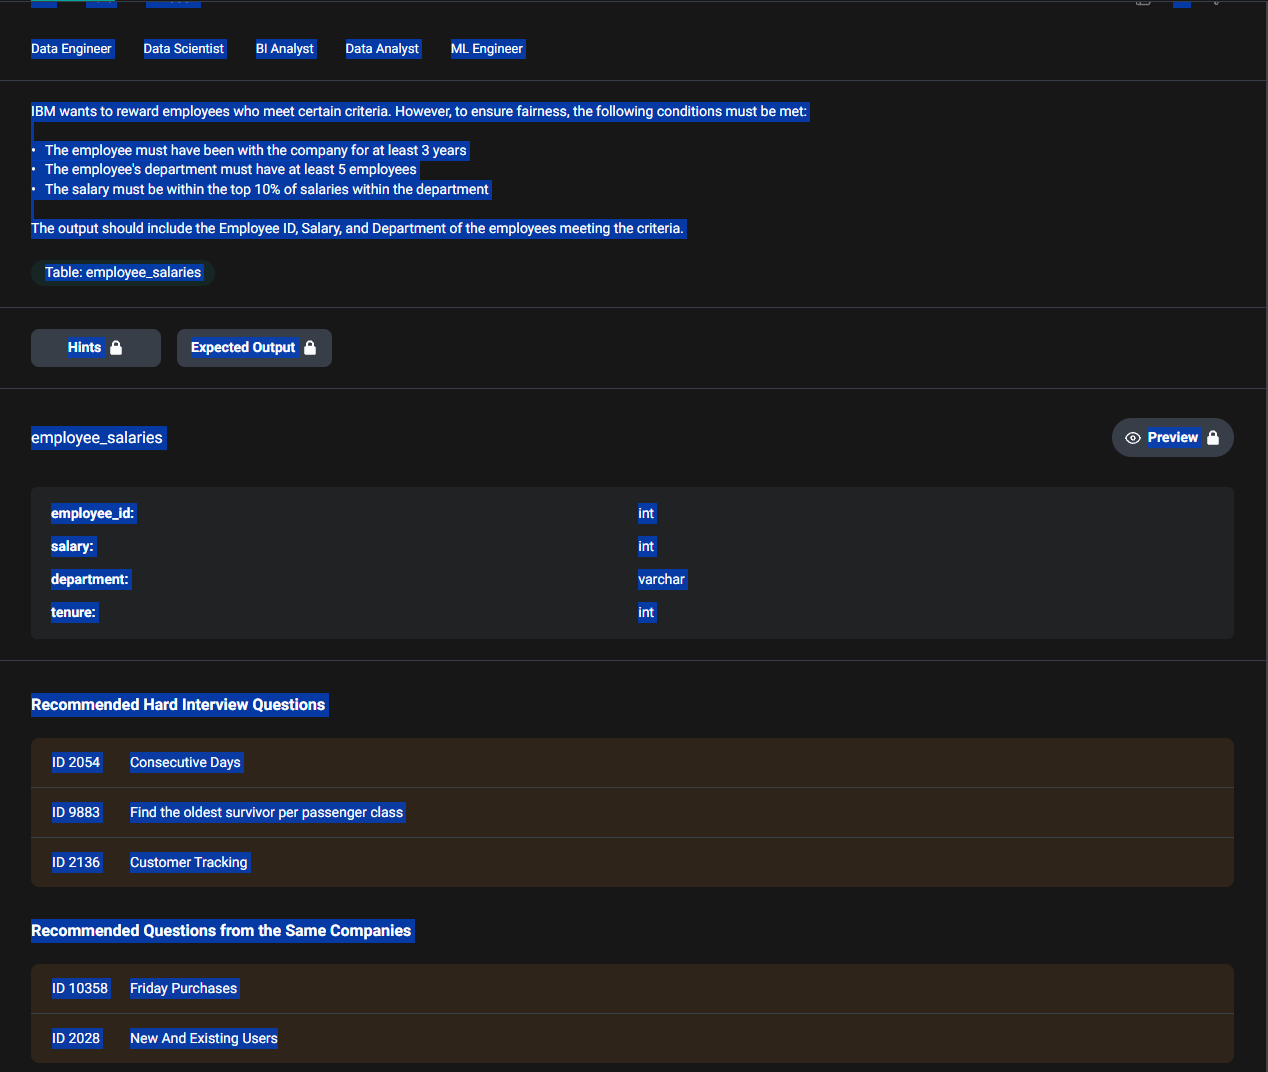 Data Engineer Data Scientist BI Analyst Data Analyst ML Engineer
IBM wants to reward employees who meet certain criteria. However, to ensure fairness, the following conditions must be met:
• The employee must have been with the company for at least 3 years
• The employee's department must have at least 5 employees
• The salary must be within the top 10% of salaries within the department
The output should include the Employee ID, Salary, and Department of the employees meeting the criteria.
Table: employee_salaries
Hints Expected Output
employee_salaries Preview
employee_id: int
salary: int
department: varchar
tenure: int
Recommended Hard Interview Questions
ID 2054 Consecutive Days
ID 9883 Find the oldest survivor per passenger class
ID 2136 Customer Tracking
Recommended Questions from the Same Companies
ID 10358 Friday Purchases
ID 2028 New And Existing Users